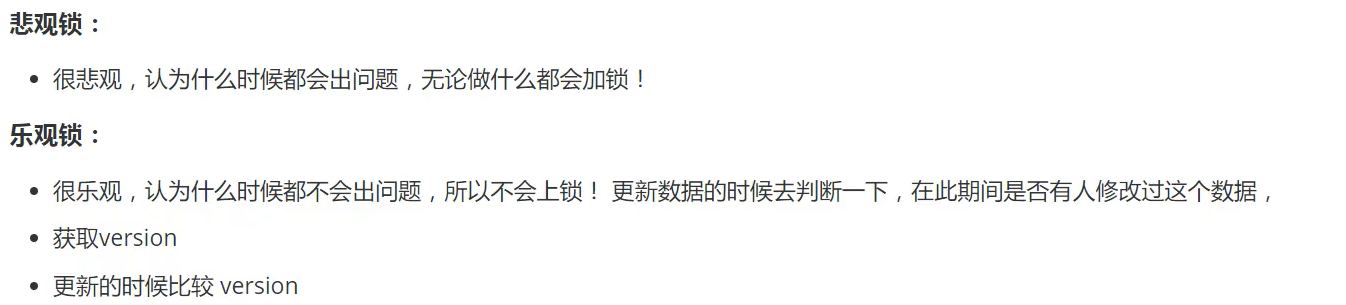 悲观锁：
很悲观，认为什么时候都会出问题，无论做什么都会加锁！
乐观锁：
很乐观，认为什么时候都不会出问题，所以不会上锁！ 更新数据的时候去判断一下，在此期间是否有人修改过这个数据，
获取version
更新的时候比较 version